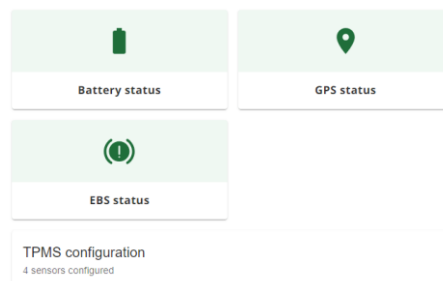 Battery status
GPS status
EBS status
TPMS configuration
4 sensors configured